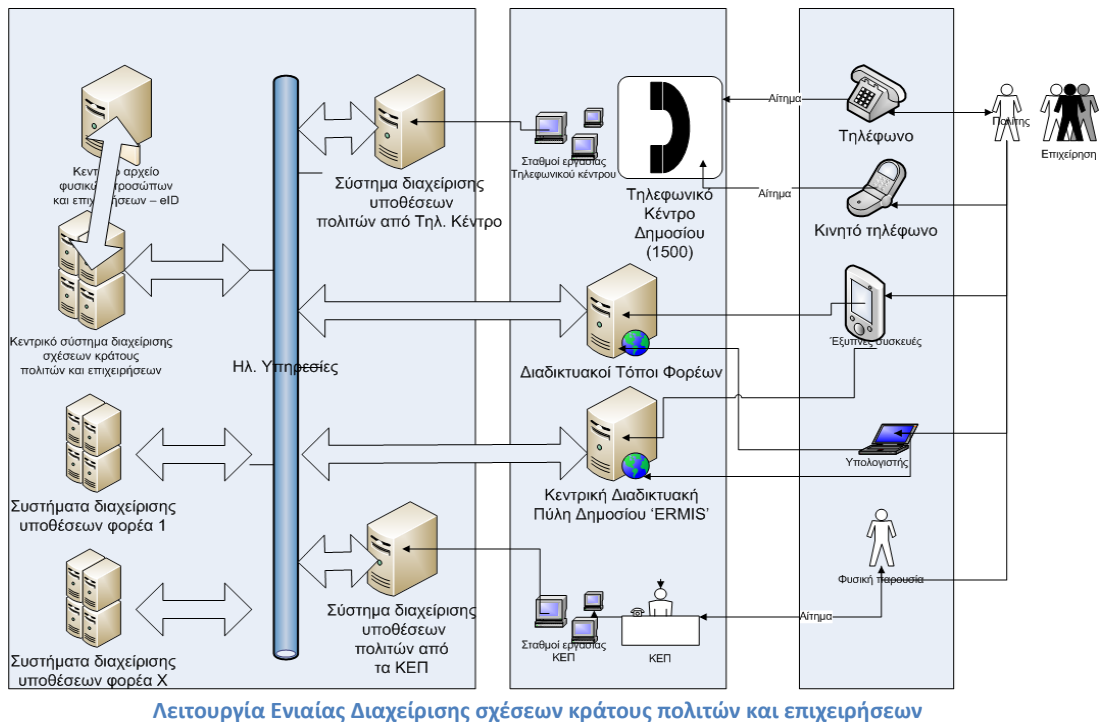 Κεντρικό αρχείο
φυσικών προσώπων
και επιχειρήσεων – eID
Κεντρικό σύστημα διαχείρισης
σχέσεων κράτους
πολιτών και επιχειρήσεων
Συστήματα διαχείρισης
υποθέσεων φορέα 1
Συστήματα διαχείρισης
υποθέσεων φορέα X
Ηλ. Υπηρεσίες
Σύστημα διαχείρισης
υποθέσεων
πολιτών από Τηλ. Κέντρο
Σύστημα διαχείρισης
υποθέσεων
πολιτών από
τα ΚΕΠ
Σταθμοί εργασίας
Τηλεφωνικού κέντρου
Τηλεφωνικό
Κέντρο
Δημοσίου
(1500)
Διαδικτυακοί Τόποι Φορέων
Κεντρική Διαδικτυακή
Πύλη Δημοσίου ‘ERMIS’
Σταθμοί εργασίας
ΚΕΠ
ΚΕΠ
Αίτημα
Αίτημα
Αίτημα
Τηλέφωνο
Κινητό τηλέφωνο
Έξυπνες συσκευές
Υπολογιστής
Φυσική παρουσία
Πολίτης
Επιχείρηση
Λειτουργία Ενιαίας Διαχείρισης σχέσεων κράτους πολιτών και επιχειρήσεων